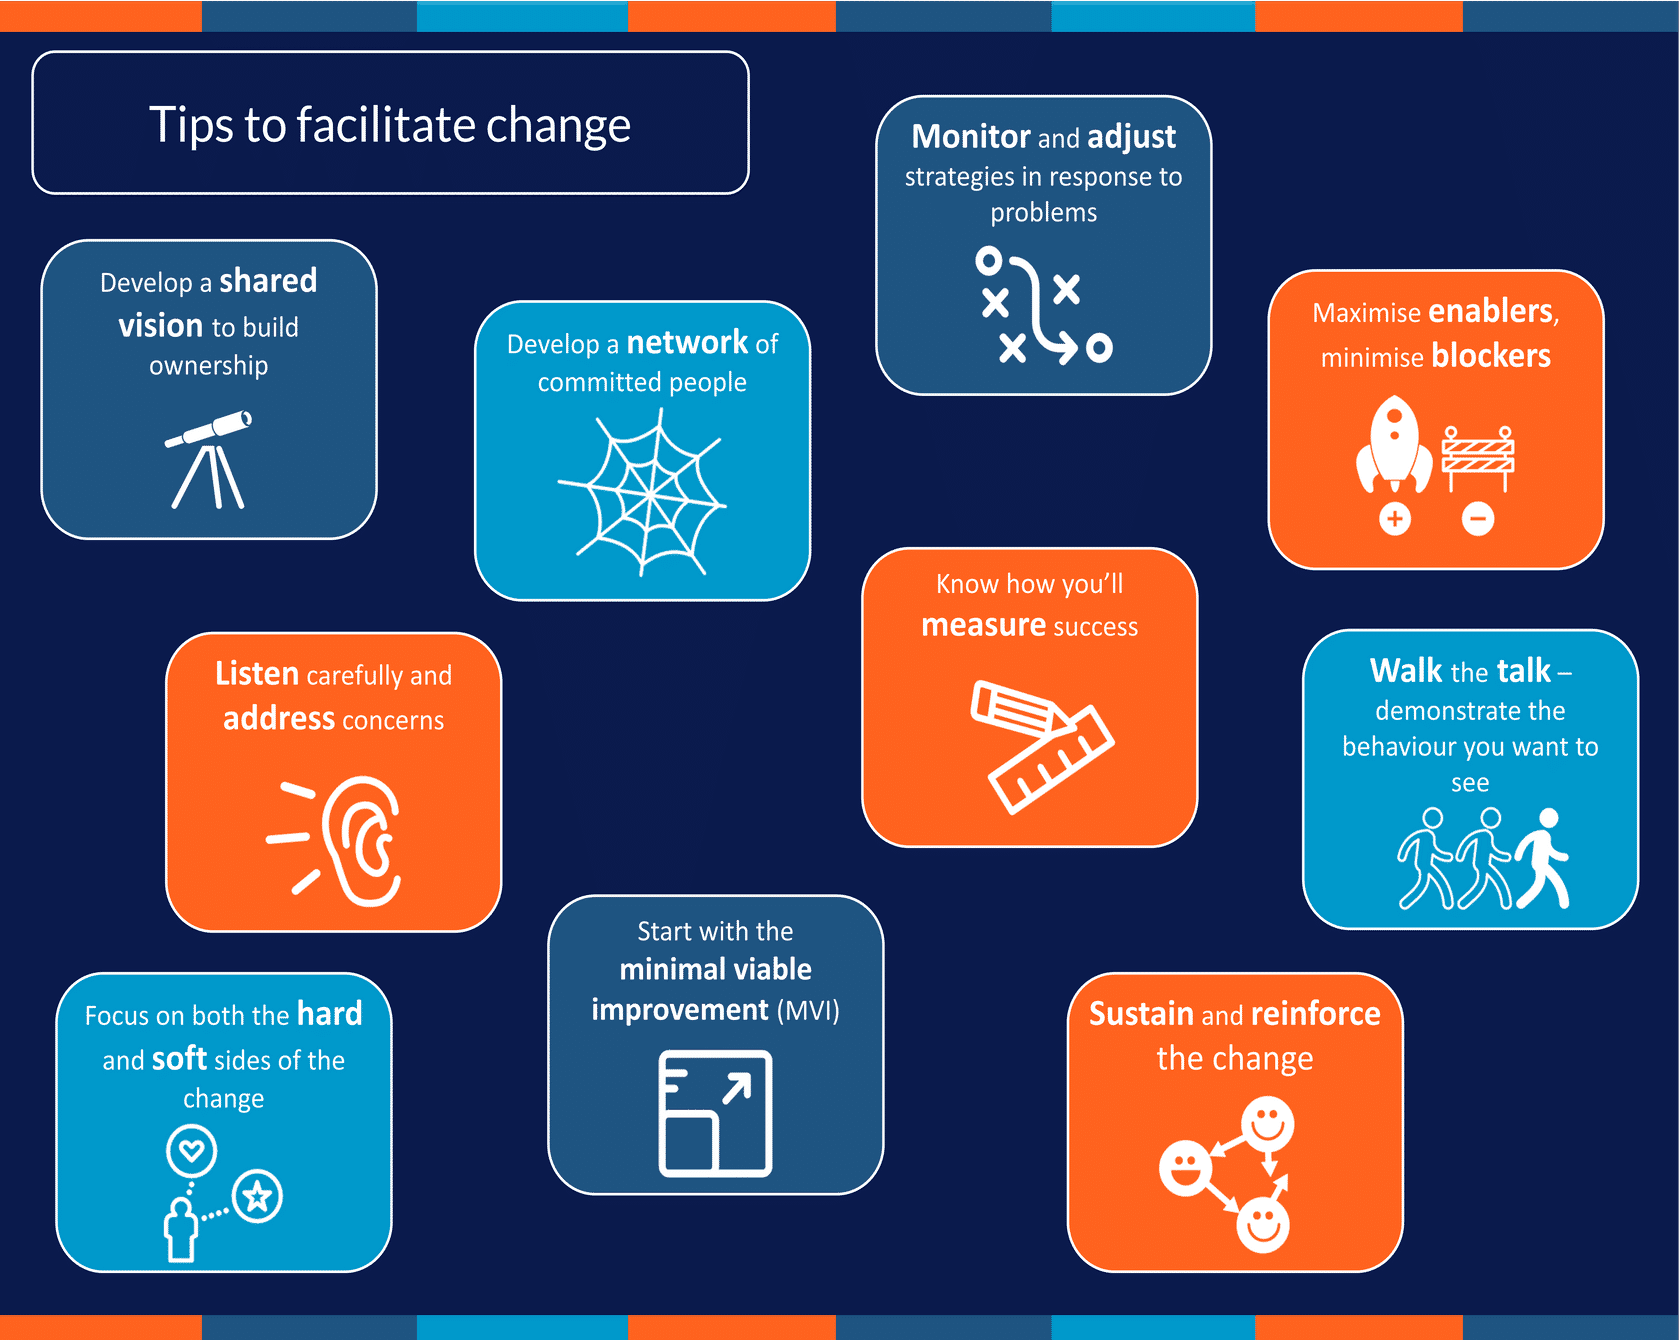 Tips to facilitate change
Monitor and adjust
strategies in response to
problems
Develop a shared
vision to build
ownership
Develop a network of
committed people
Maximise enablers,
minimise blockers
Know how you’ll
measure success
Listen carefully and
address concerns
Walk the talk –
demonstrate the
behaviour you want to
see
Start with the
minimal viable
improvement (MVI)
Focus on both the hard
and soft sides of the
change
Sustain and reinforce
the change